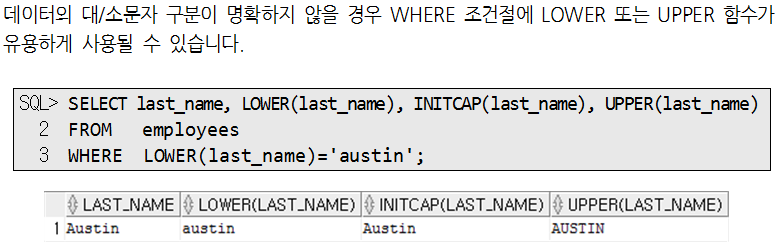 데이터의 대/소문자 구분이 명확하지 않을 경우 WHERE 조건절에 LOWER 또는 UPPER 함수가
유용하게 사용될 수 있습니다.
SQL> SELECT last_name, LOWER(last_name), INITCAP(last_name), UPPER(last_name)
2 FROM employees
3 WHERE LOWER(last_name)='austin';
LAST_NAME LOWER(LAST_NAME) INITCAP(LAST_NAME) UPPER(LAST_NAME)
1 Austin austin Austin AUSTIN